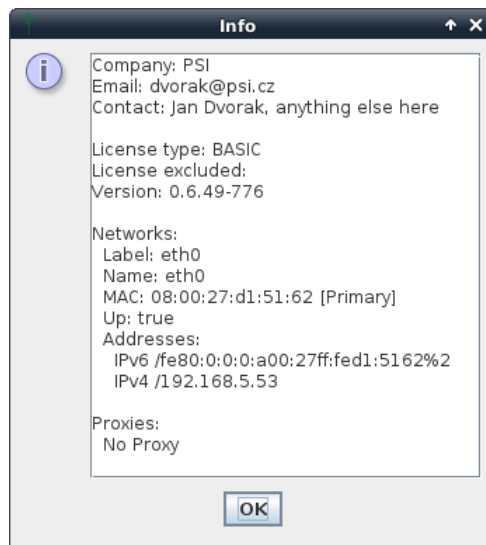 Info
Company: PSI
Email: dvorak@psi.cz
Contact: Jan Dvorak, anything else here
License type: BASIC
License excluded:
Version: 0.6.49-776
Networks:
Label: eth0
Name: eth0
MAC: 08:00:27:d1:51:62 [Primary]
Up: true
Addresses:
IPv6 /fe80:0:0:0:a00:27ff:fed1:5162%2
IPv4 /192.168.5.53
Proxies:
No Proxy
OK